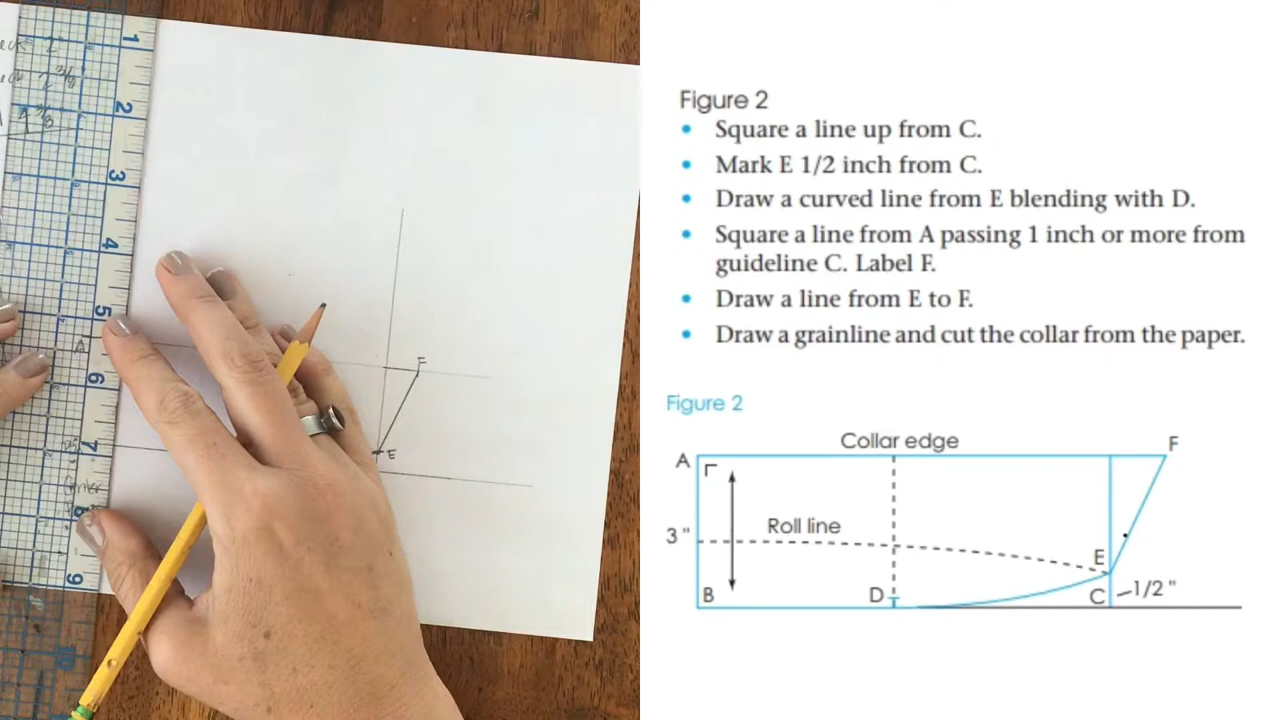 1
2
3
4
5
6
7
8
9
10
A
F
E
Figure 2
• Square a line up from C.
• Mark E 1/2 inch from C.
• Draw a curved line from E blending with D.
• Square a line from A passing 1 inch or more from
guideline C. Label F.
• Draw a line from E to F.
• Draw a grainline and cut the collar from the paper.
Figure 2
A
Collar edge
F
3"
Roll line
E
B
D
C
1/2"